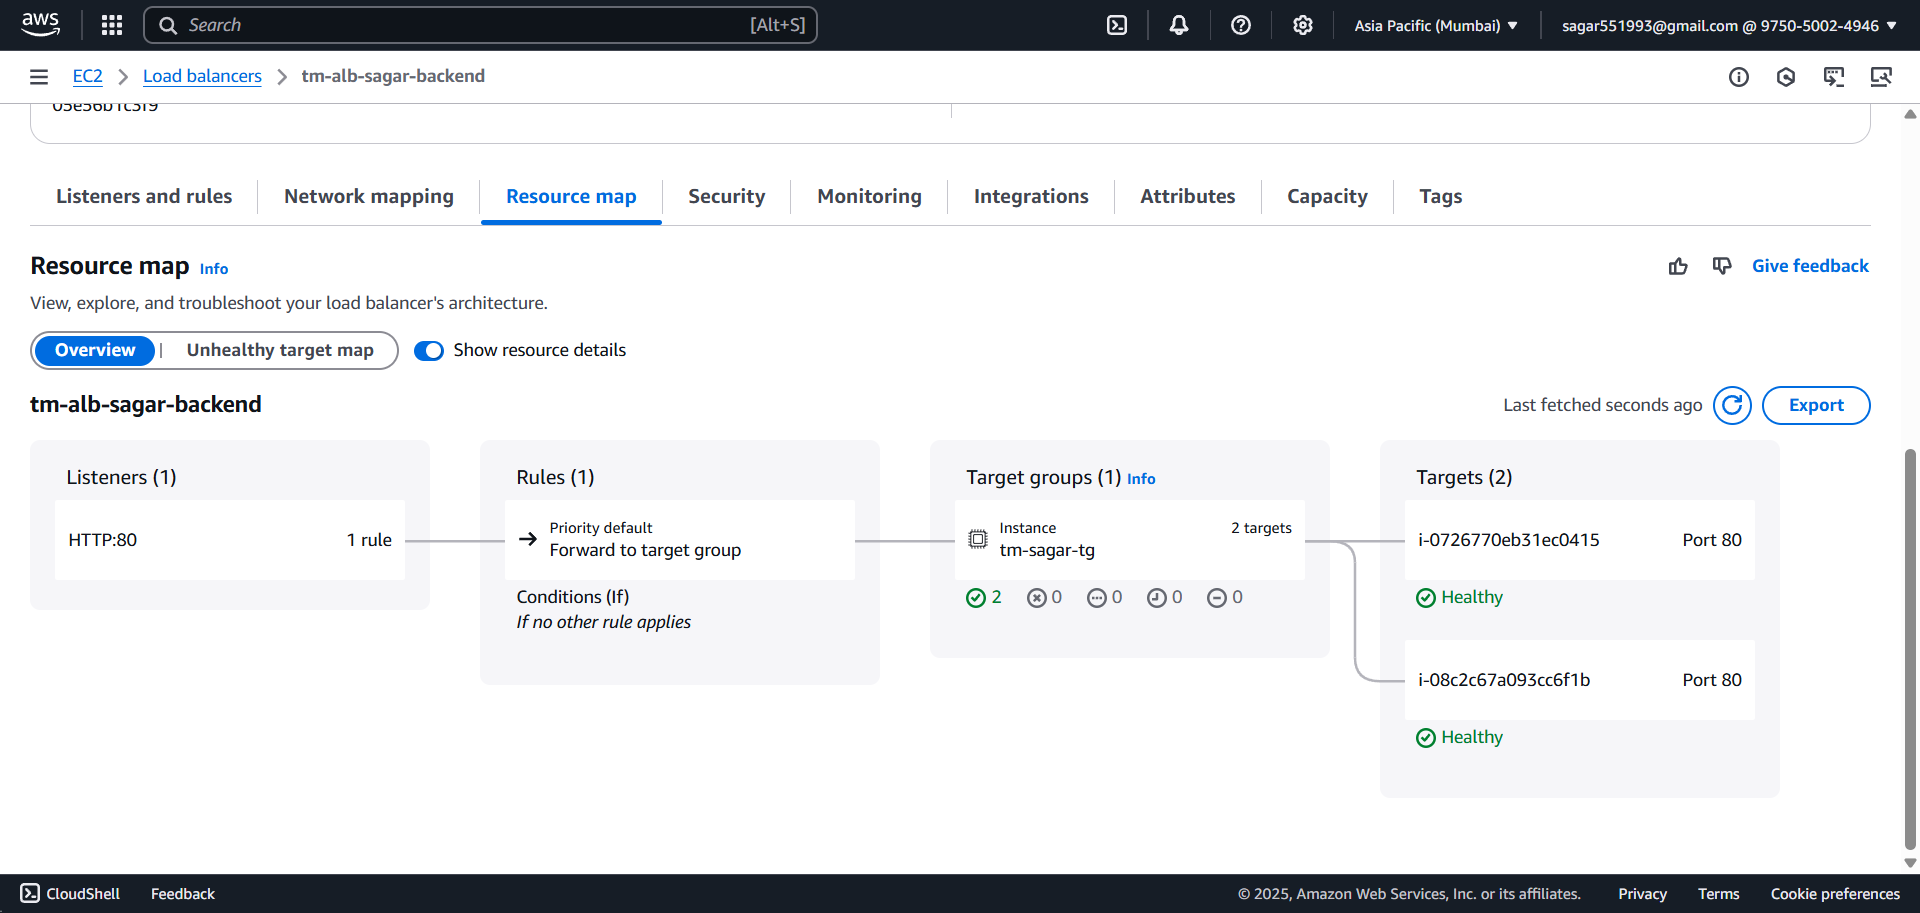 aws
Search [Alt+S]
Asia Pacific (Mumbai)
sagar551993@gmail.com @ 9750-5002-4946
EC2
Load balancers
tm-alb-sagar-backend
Listeners and rules
Network mapping
Resource map
Security
Monitoring
Integrations
Attributes
Capacity
Tags
Resource map Info
Give feedback
View, explore, and troubleshoot your load balancer's architecture.
Overview
Unhealthy target map
Show resource details
tm-alb-sagar-backend
Last fetched seconds ago
Export
Listeners (1)
HTTP:80 1 rule
Rules (1)
Priority default
Forward to target group
Conditions (If)
If no other rule applies
Target groups (1) Info
Instance 2 targets
tm-sagar-tg
2 0 0 0 0
Targets (2)
i-0726770eb31ec0415 Port 80
Healthy
i-08c2c67a093cc6f1b Port 80
Healthy
CloudShell
Feedback
© 2025, Amazon Web Services, Inc. or its affiliates.
Privacy
Terms
Cookie preferences